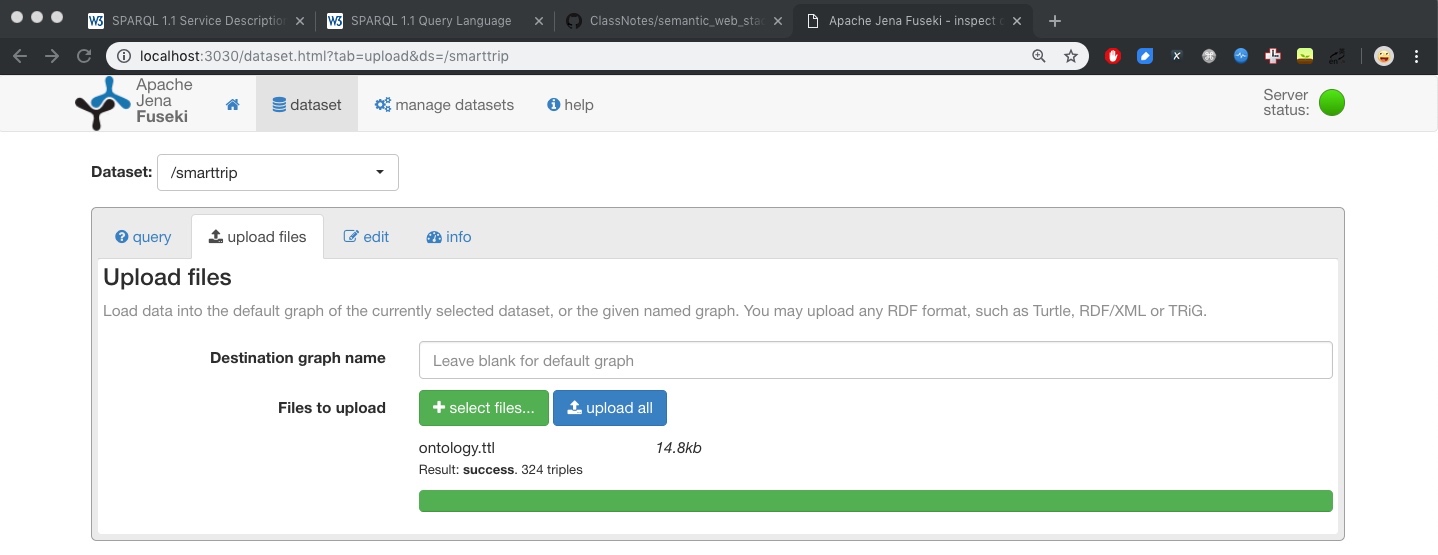 SPARQL 1.1 Service Description
SPARQL 1.1 Query Language
ClassNotes/semantic_web_stac
Apache Jena Fuseki - inspect d
localhost:3030/dataset.html?tab=upload&ds=/smarttrip
Apache
Jena
Fuseki
dataset
manage datasets
help
Server
status:
Dataset:
/smarttrip
query
upload files
edit
info
Upload files
Load data into the default graph of the currently selected dataset, or the given named graph. You may upload any RDF format, such as Turtle, RDF/XML or TRiG.
Destination graph name
Leave blank for default graph
Files to upload
select files...
upload all
ontology.ttl 14.8kb
Result: success. 324 triples